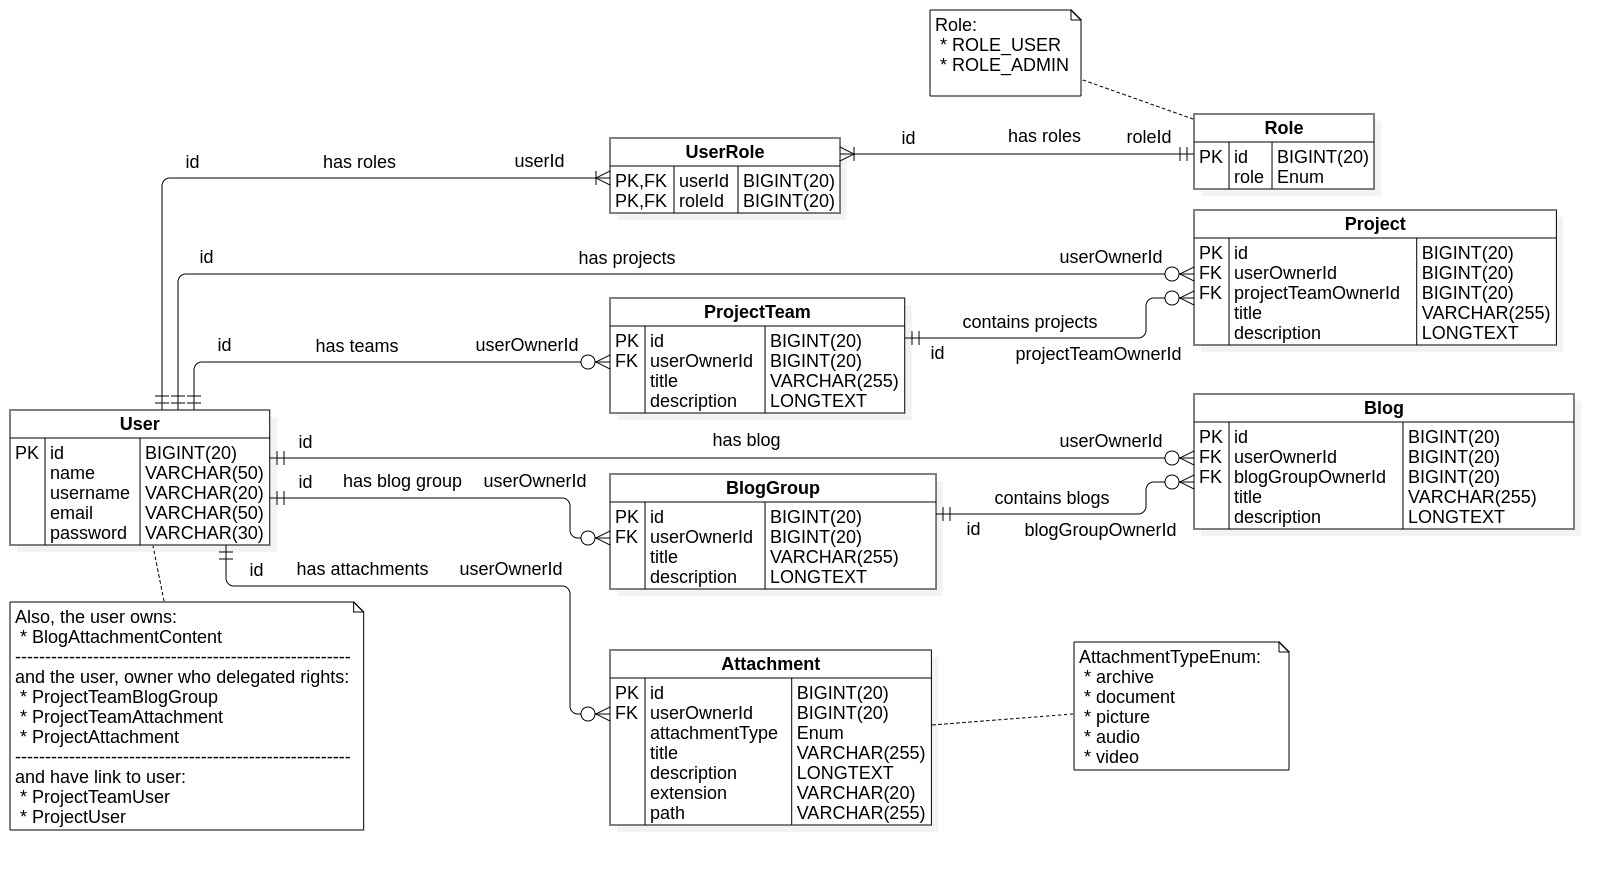 Role:
* ROLE_USER
* ROLE_ADMIN
Role
PK id BIGINT(20)
role Enum
id has roles roleId
UserRole
PK,FK userId BIGINT(20)
PK,FK roleId BIGINT(20)
id has roles userId
Project
PK id BIGINT(20)
FK userOwnerId BIGINT(20)
FK projectTeamOwnerId BIGINT(20)
title VARCHAR(255)
description LONGTEXT
id has projects userOwnerId
ProjectTeam
PK id BIGINT(20)
FK userOwnerId BIGINT(20)
title VARCHAR(255)
description LONGTEXT
contains projects
id projectTeamOwnerId
id has teams userOwnerId
User
PK id BIGINT(20)
name VARCHAR(50)
username VARCHAR(20)
email VARCHAR(50)
password VARCHAR(30)
id has blog userOwnerId
Blog
PK id BIGINT(20)
FK userOwnerId BIGINT(20)
FK blogGroupOwnerId BIGINT(20)
title VARCHAR(255)
description LONGTEXT
id has blog group userOwnerId
BlogGroup
PK id BIGINT(20)
FK userOwnerId BIGINT(20)
title VARCHAR(255)
description LONGTEXT
contains blogs
id blogGroupOwnerId
id has attachments userOwnerId
Also, the user owns:
* BlogAttachmentContent
--------------------------------------------------------
and the user, owner who delegated rights:
* ProjectTeamBlogGroup
* ProjectTeamAttachment
* ProjectAttachment
--------------------------------------------------------
and have link to user:
* ProjectTeamUser
* ProjectUser
Attachment
PK id BIGINT(20)
FK userOwnerId BIGINT(20)
attachmentType Enum
title VARCHAR(255)
description LONGTEXT
extension VARCHAR(20)
path VARCHAR(255)
AttachmentTypeEnum:
* archive
* document
* picture
* audio
* video